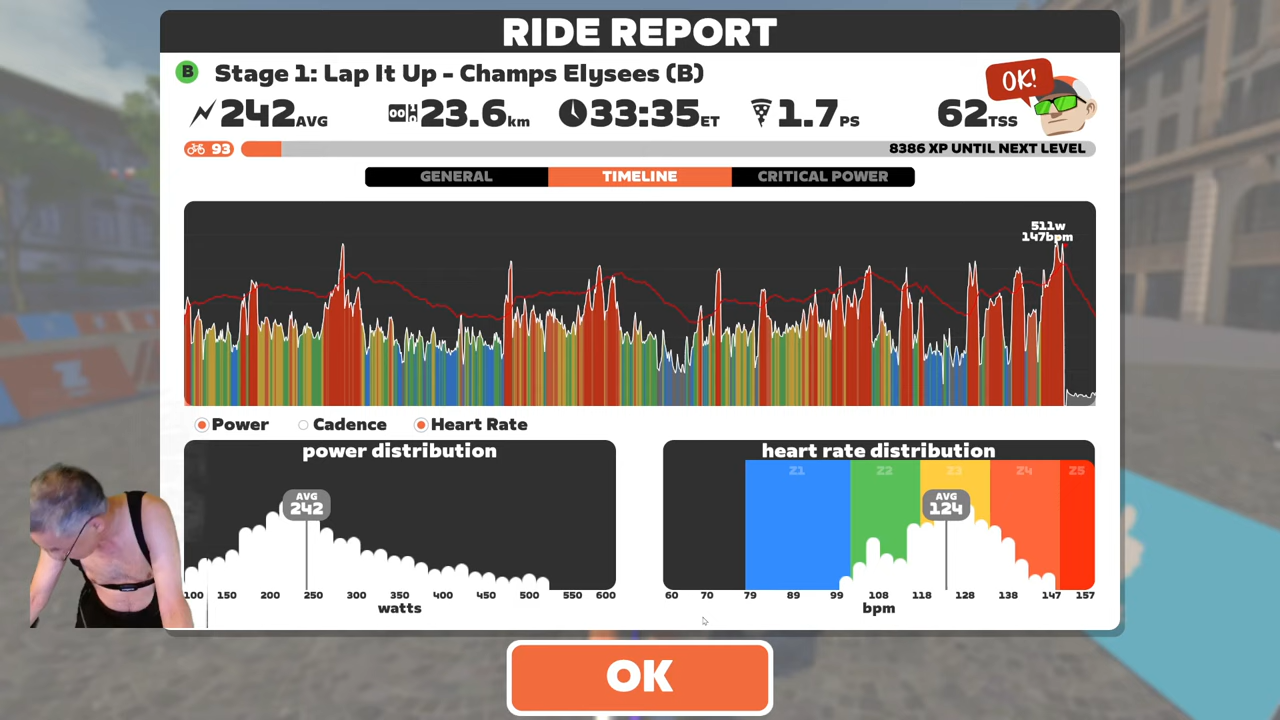 RIDE REPORT
B Stage 1: Lap It Up - Champs Elysees (B)
OK!
242AVG 23.6km 33:35ET 1.7PS 62TSS
93 8386 XP UNTIL NEXT LEVEL
GENERAL TIMELINE CRITICAL POWER
511w
147bpm
Power Cadence Heart Rate
power distribution
AVG
242
100 150 200 250 300 350 400 450 500 550 600
watts
heart rate distribution
Z1 Z2 Z3 Z4 Z5
AVG
124
60 70 79 89 99 108 118 128 138 147 157
bpm
OK